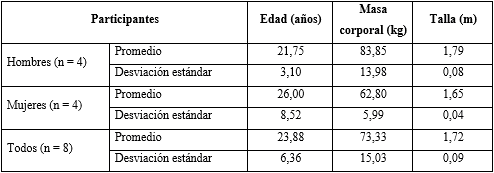 Participantes Edad (años) Masa corporal (kg) Talla (m)
Hombres (n = 4) Promedio 21,75 83,85 1,79
Desviación estándar 3,10 13,98 0,08
Mujeres (n = 4) Promedio 26,00 62,80 1,65
Desviación estándar 8,52 5,99 0,04
Todos (n = 8) Promedio 23,88 73,33 1,72
Desviación estándar 6,36 15,03 0,09